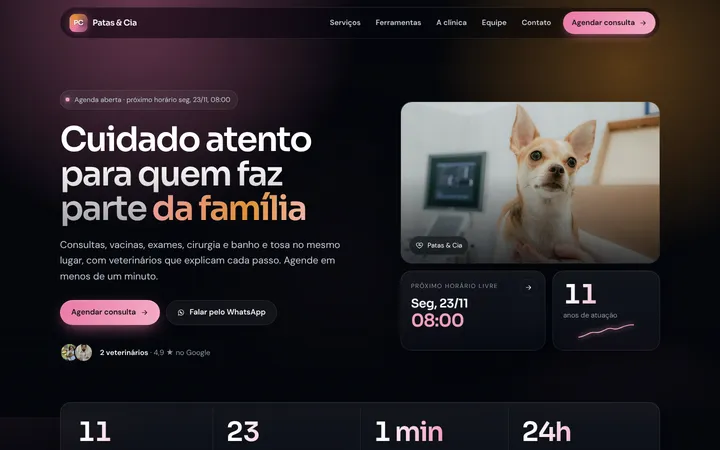 PC Patas & Cia
Serviços Ferramentas A clínica Equipe Contato Agendar consulta →
Agenda aberta · próximo horário seg, 23/11, 08:00
Cuidado atento
para quem faz
parte da família
Consultas, vacinas, exames, cirurgia e banho e tosa no mesmo
lugar, com veterinários que explicam cada passo. Agende em
menos de um minuto.
Agendar consulta →
Falar pelo WhatsApp
2 veterinários · 4,9 ★ no Google
Patas & Cia
PRÓXIMO HORÁRIO LIVRE →
Seg, 23/11
08:00
11
anos de atuação
11
23
1 min
24h